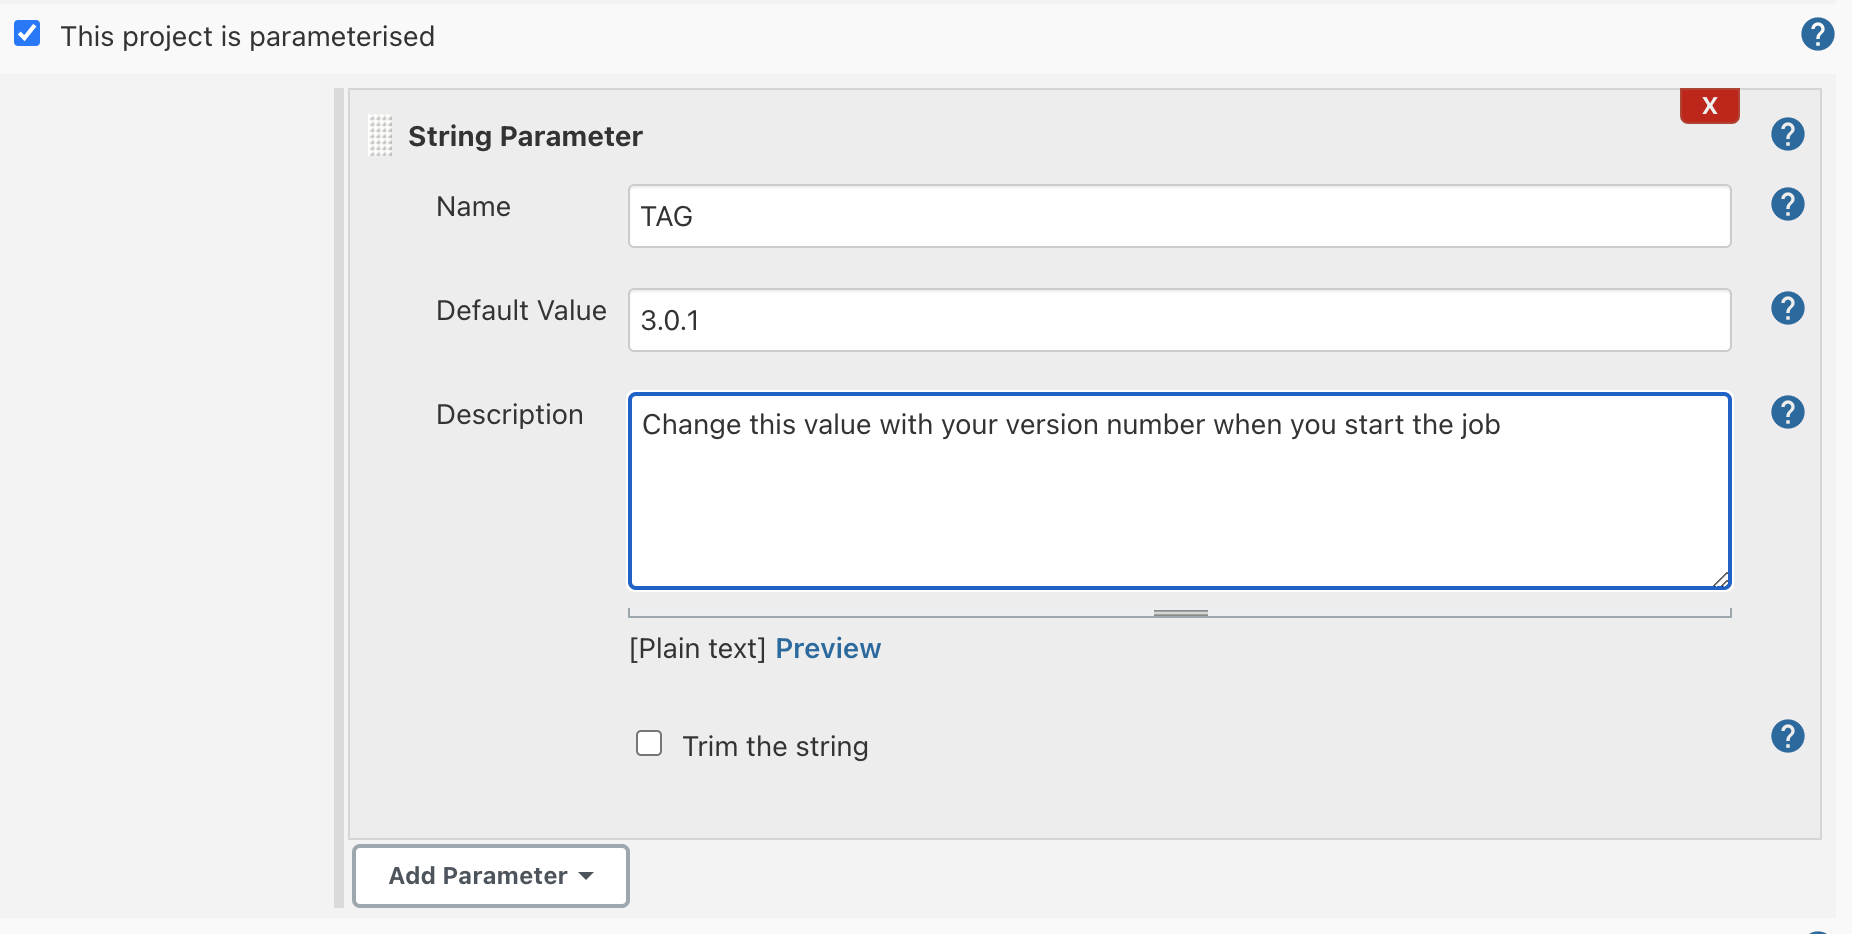 This project is parameterised
?
X
String Parameter
?
Name
TAG
?
Default Value
3.0.1
?
Description
Change this value with your version number when you start the job
?
[Plain text] Preview
Trim the string
?
Add Parameter